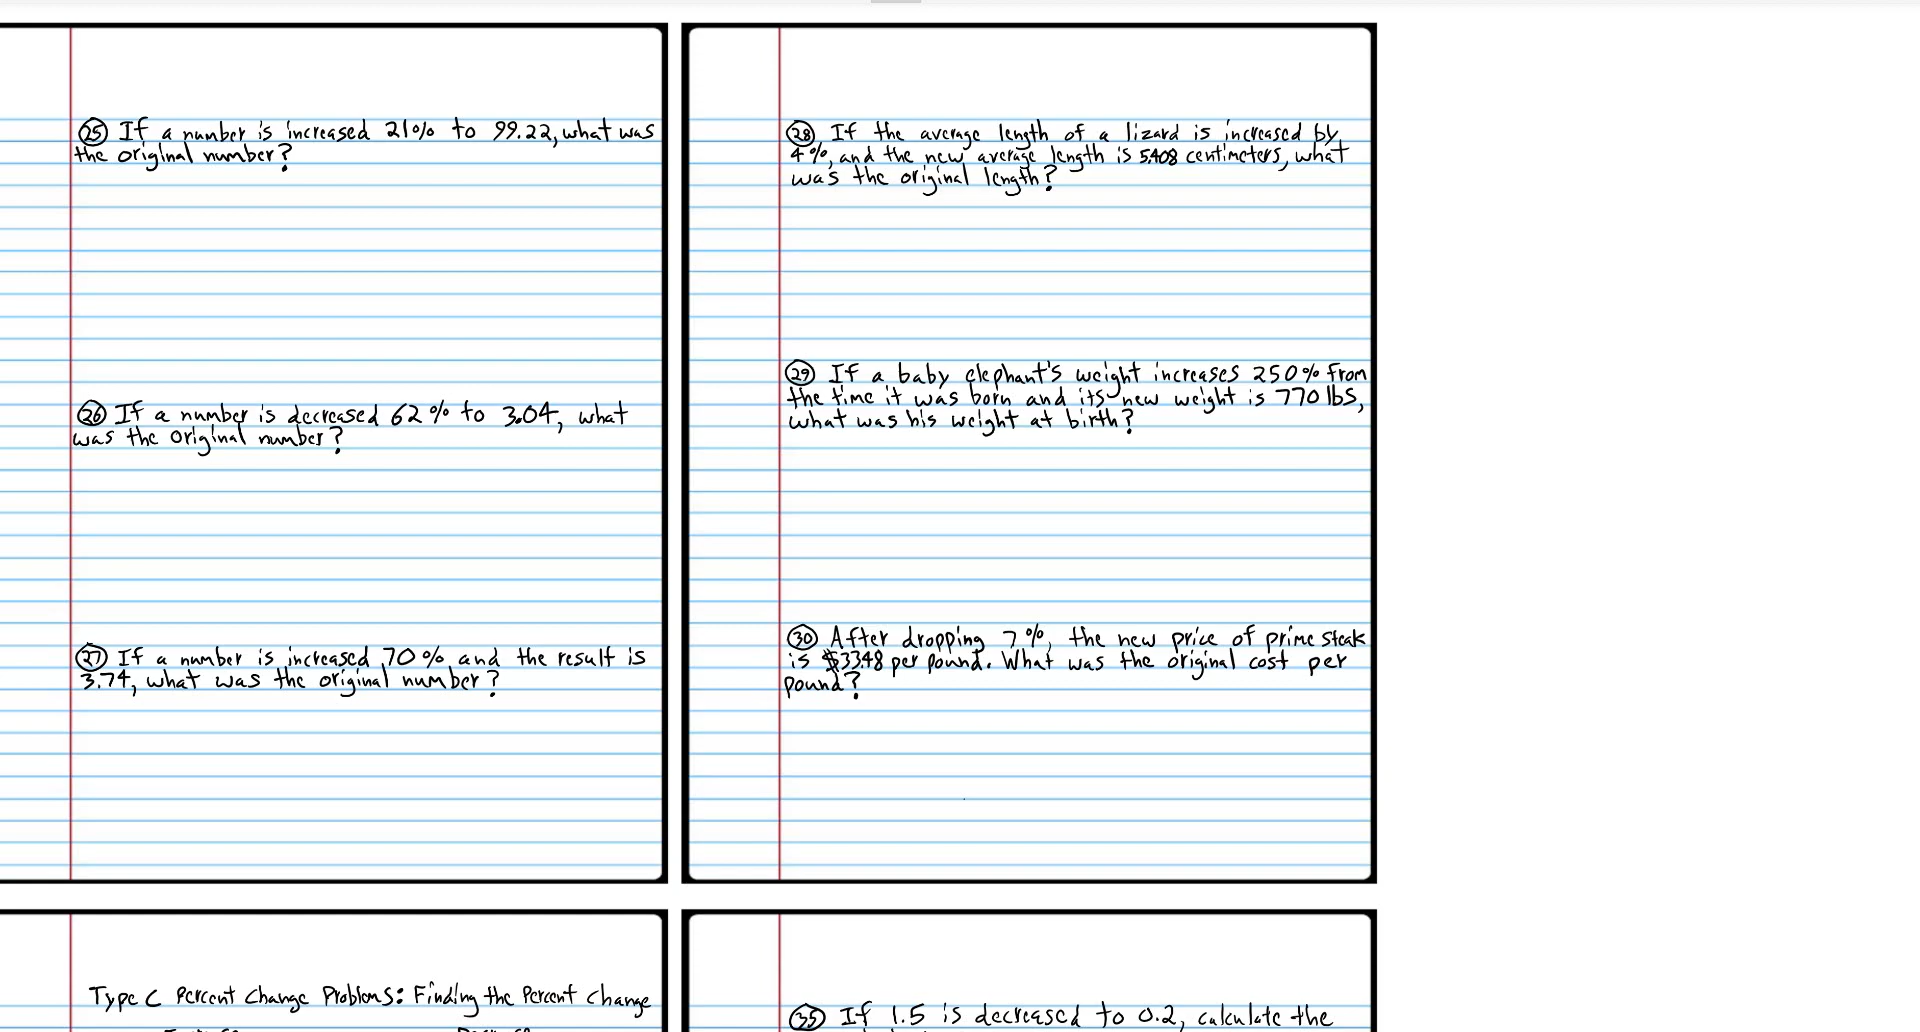 25 If a number is increased 21% to 99.22, what was
the original number?
26 If a number is decreased 62% to 3.04, what
was the original number?
27 If a number is increased 70%, and the result is
3.74, what was the original number?
28 If the average length of a lizard is increased by
4%, and the new average length is 5.408 centimeters, what
was the original length?
29 If a baby elephant's weight increases 250% from
the time it was born and its new weight is 770 lbs,
what was his weight at birth?
30 After dropping 7%, the new price of prime steak
is $33.48 per pound. What was the original cost per
pound?
Type C Percent Change Problems: Finding the Percent Change
35 If 1.5 is decreased to 0.2, calculate the